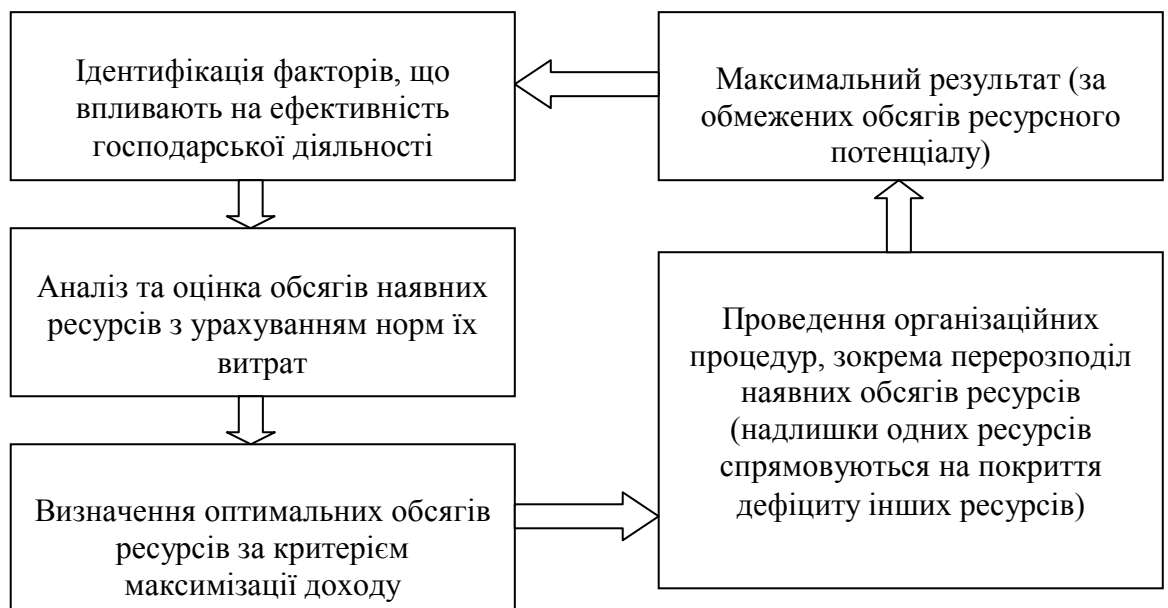 Ідентифікація факторів, що
впливають на ефективність
господарської діяльності
Аналіз та оцінка обсягів наявних
ресурсів з урахуванням норм їх
витрат
Визначення оптимальних обсягів
ресурсів за критерієм
максимізації доходу
Проведення організаційних
процедур, зокрема перерозподіл
наявних обсягів ресурсів
(надлишки одних ресурсів
спрямовуються на покриття
дефіциту інших ресурсів)
Максимальний результат (за
обмежених обсягів ресурсного
потенціалу)